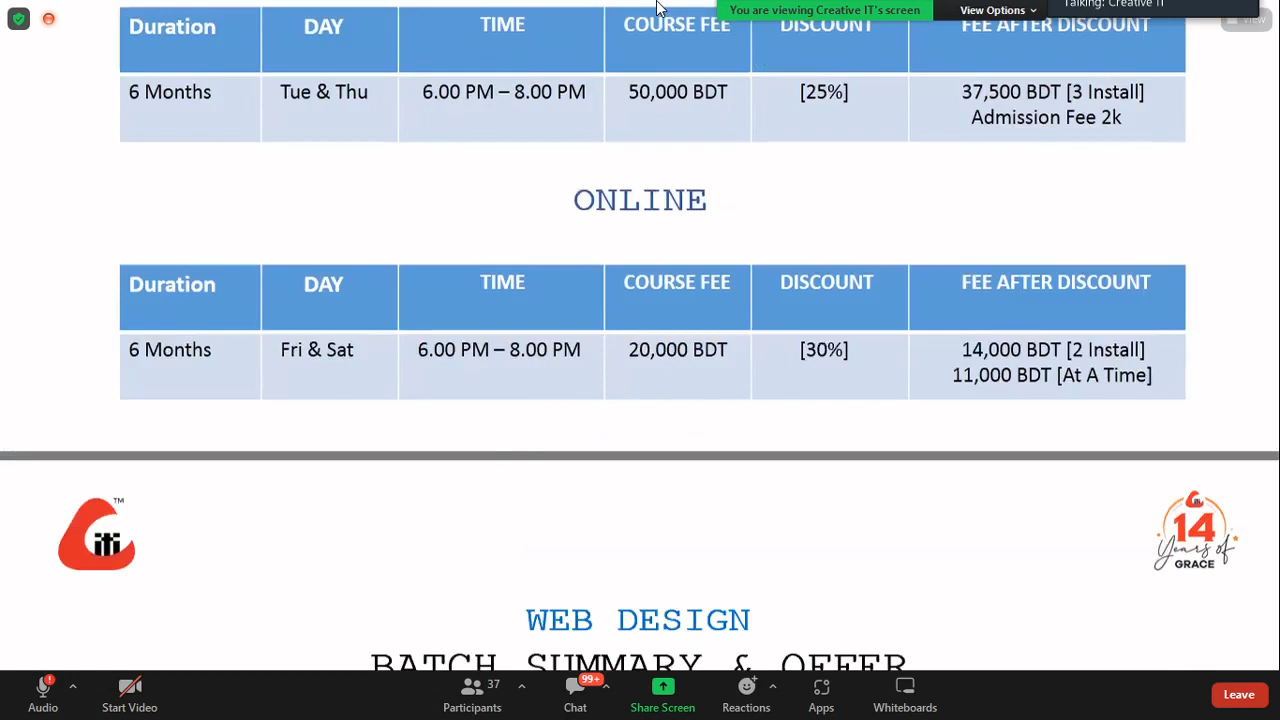 You are viewing Creative IT's screen
View Options
Talking: Creative IT
View
Duration DAY TIME COURSE FEE DISCOUNT FEE AFTER DISCOUNT
6 Months Tue & Thu 6.00 PM – 8.00 PM 50,000 BDT [25%] 37,500 BDT [3 Install]
Admission Fee 2k
ONLINE
Duration DAY TIME COURSE FEE DISCOUNT FEE AFTER DISCOUNT
6 Months Fri & Sat 6.00 PM – 8.00 PM 20,000 BDT [30%] 14,000 BDT [2 Install]
11,000 BDT [At A Time]
iti
TM
14
Years of
GRACE
WEB DESIGN
BATCH SUMMARY & OFFER
37
99+
Audio Start Video Participants Chat Share Screen Reactions Apps Whiteboards Leave